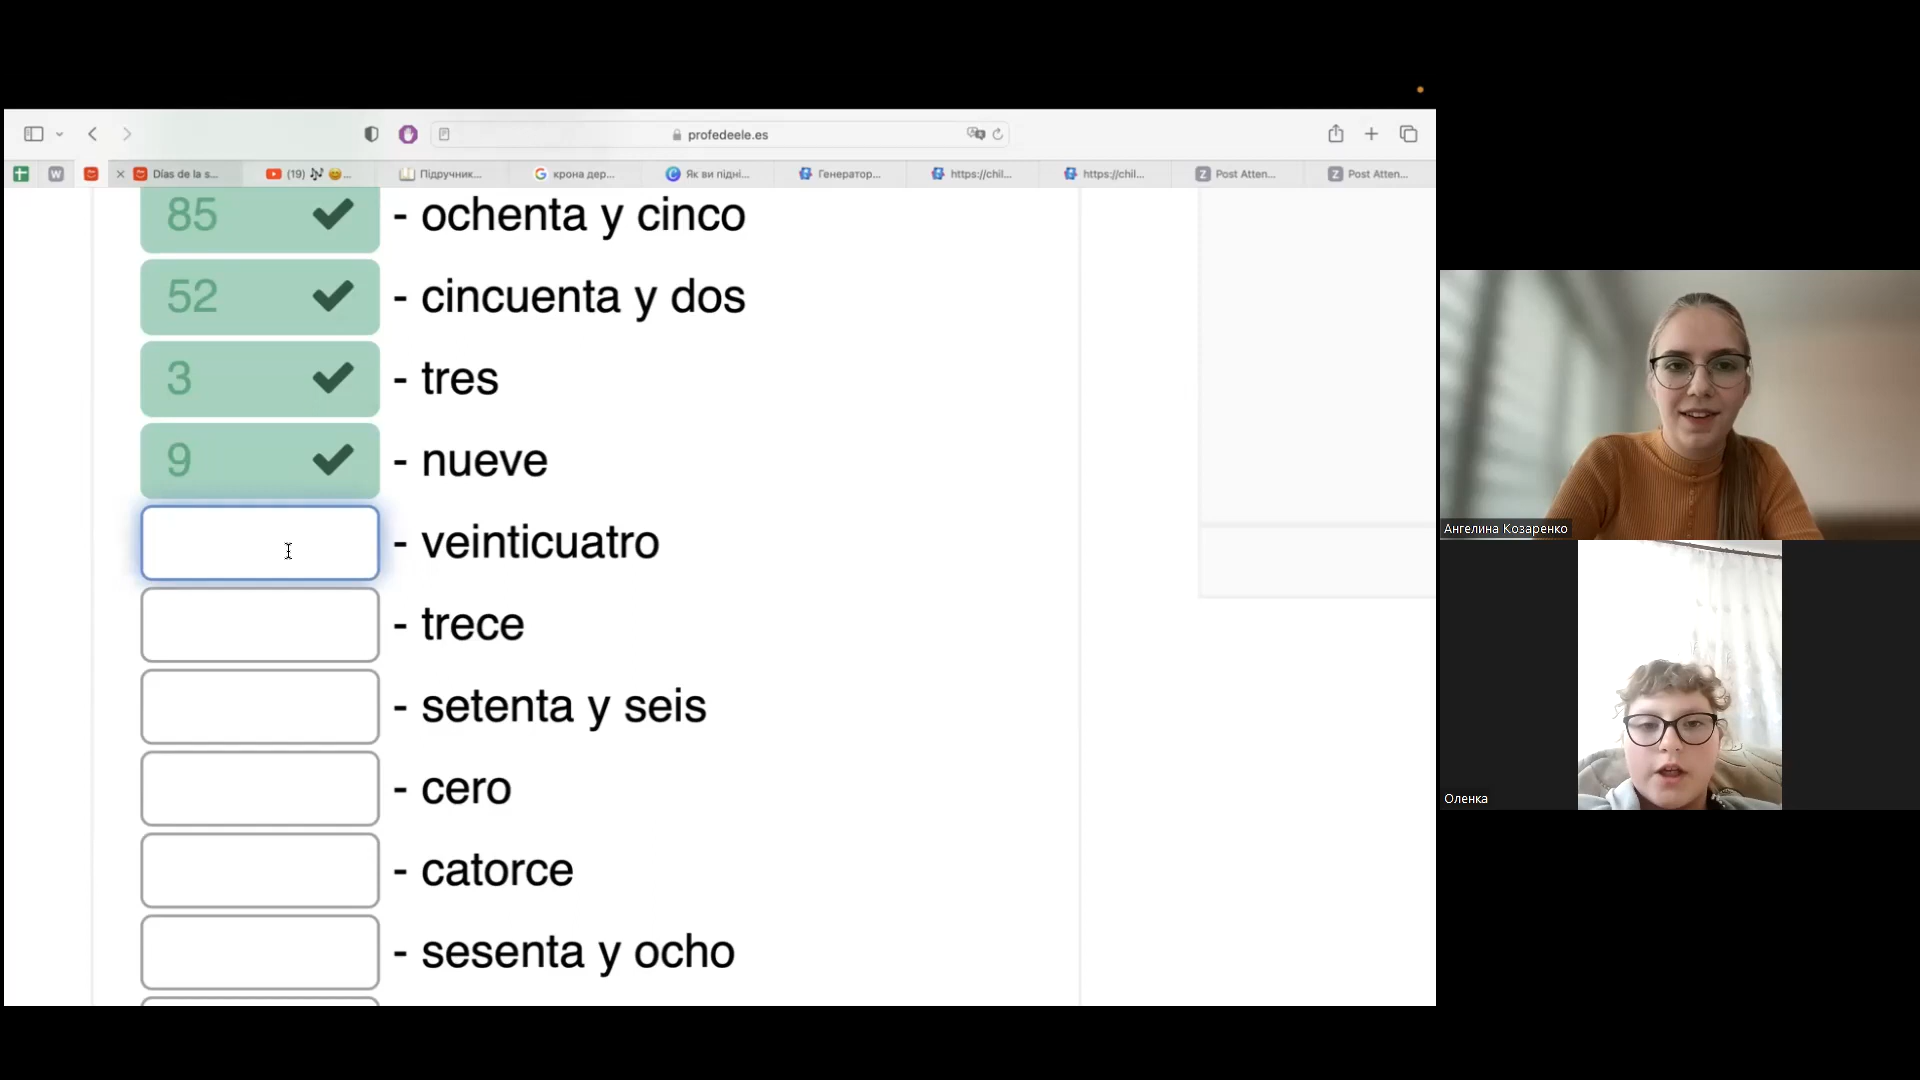 profedeele.es
Días de la s...
(19) 🎶 😄...
Підручник...
крона дер...
Як ви підні...
Генератор...
https://chil...
https://chil...
Post Atten...
Post Atten...
85 - ochenta y cinco
52 - cincuenta y dos
3 - tres
9 - nueve
- veinticuatro
- trece
- setenta y seis
- cero
- catorce
- sesenta y ocho
Ангелина Козаренко
Оленка